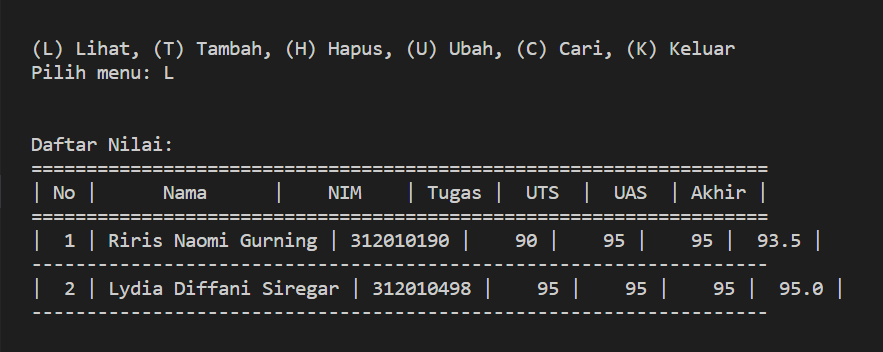 (L) Lihat, (T) Tambah, (H) Hapus, (U) Ubah, (C) Cari, (K) Keluar
Pilih menu: L
Daftar Nilai:
===================================================================
| No |      Nama      |    NIM    | Tugas |  UTS  |  UAS  | Akhir |
===================================================================
|  1 | Riris Naomi Gurning | 312010190 |    90 |    95 |    95 |  93.5 |
-------------------------------------------------------------------
|  2 | Lydia Diffani Siregar | 312010498 |    95 |    95 |    95 |  95.0 |
-------------------------------------------------------------------